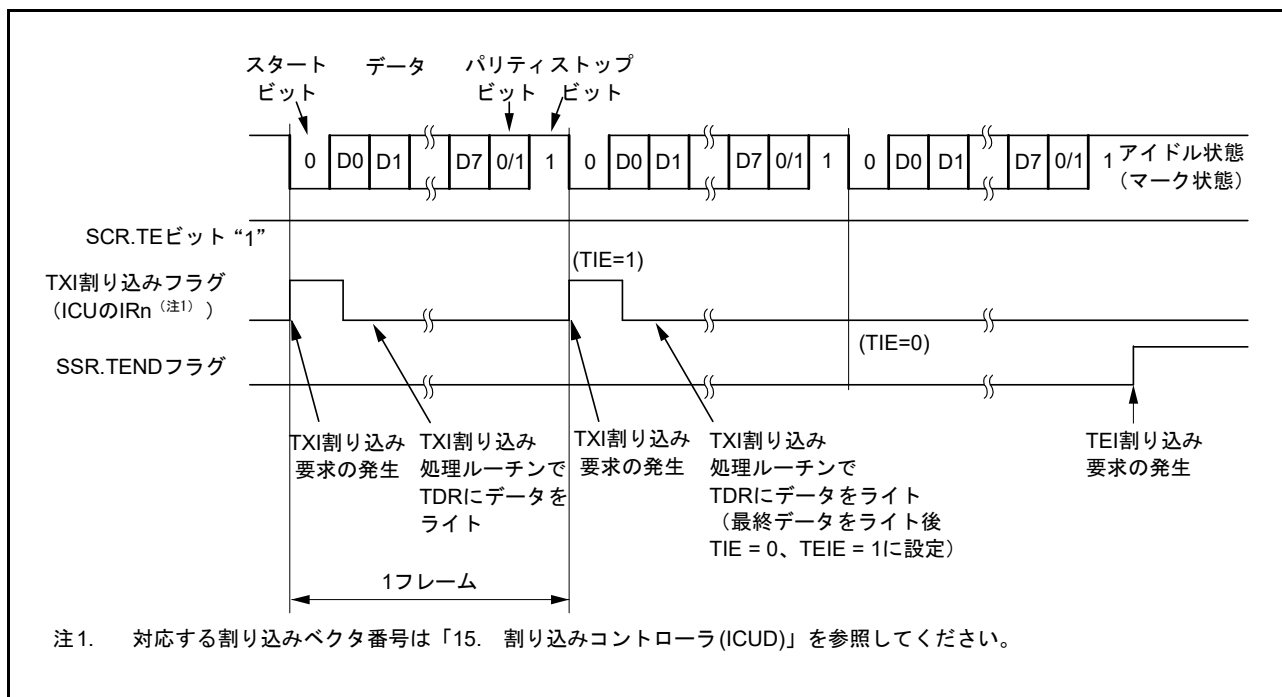 スタート データ パリティ ストップ
ビット ビット ビット
0 D0 D1 D7 0/1 1 0 D0 D1 D7 0/1 1 0 D0 D1 D7 0/1 1 アイドル状態
（マーク状態）
SCR.TEビット “1”
TXI割り込みフラグ
（ICUのIRn（注1））
(TIE=1)
(TIE=0)
SSR.TENDフラグ
TXI割り込み
要求の発生
TXI割り込み
処理ルーチンで
TDRにデータを
ライト
TXI割り込み
要求の発生
TXI割り込み
処理ルーチンで
TDRにデータをライト
（最終データをライト後
TIE = 0、TEIE = 1に設定）
TEI割り込み
要求の発生
1フレーム
注1. 対応する割り込みベクタ番号は「15. 割り込みコントローラ(ICUD)」を参照してください。